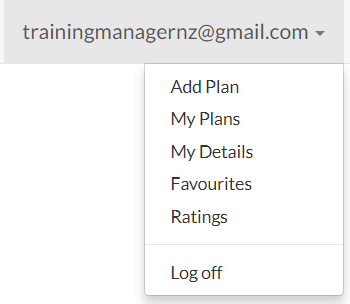 trainingmanagernz@gmail.com
Add Plan
My Plans
My Details
Favourites
Ratings
Log off